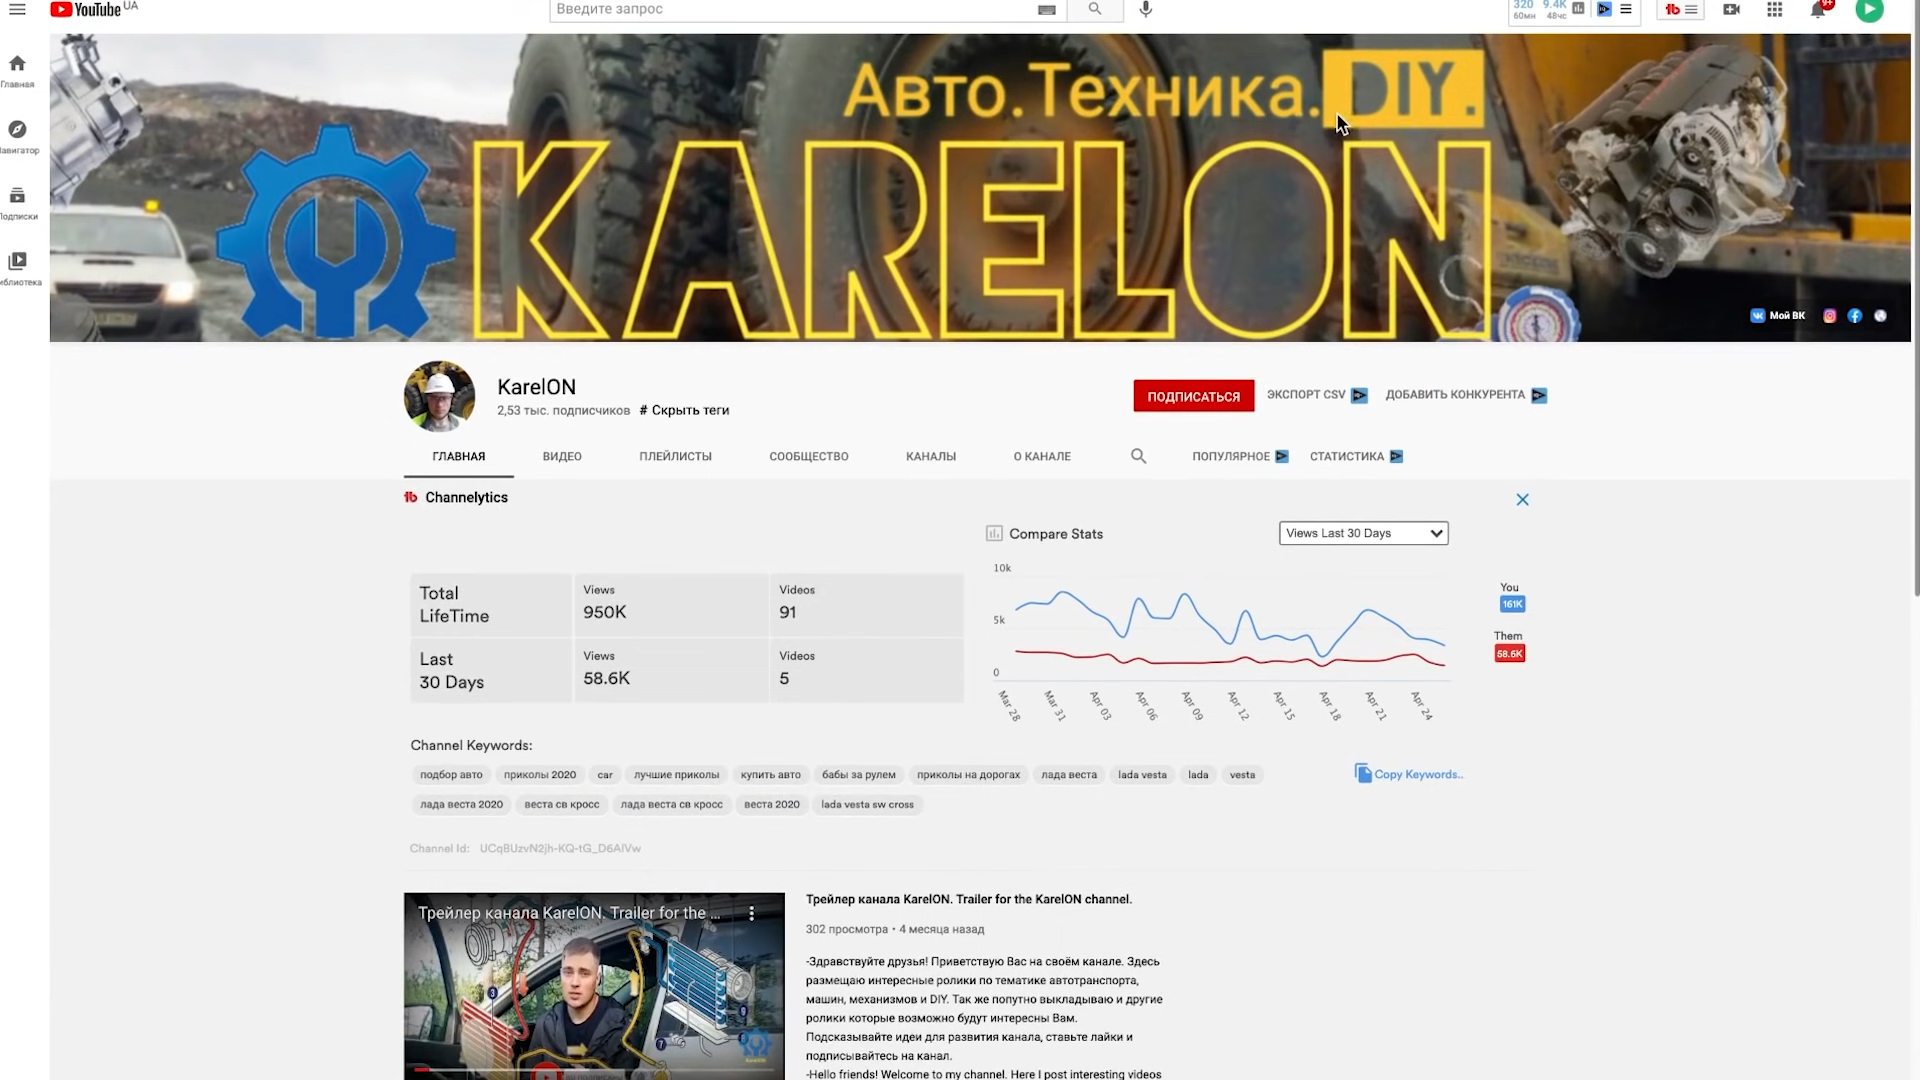 YouTube UA
Введите запрос
320 9.4K
60мн 48чс
9+
Главная
Навигатор
Подписки
Библиотека
Авто.Техника.DIY.
KARELON
Мой ВК
KarelON
2,53 тыс. подписчиков # Скрыть теги
ПОДПИСАТЬСЯ
ЭКСПОРТ CSV
ДОБАВИТЬ КОНКУРЕНТА
ГЛАВНАЯ ВИДЕО ПЛЕЙЛИСТЫ СООБЩЕСТВО КАНАЛЫ О КАНАЛЕ ПОПУЛЯРНОЕ СТАТИСТИКА
tb Channelytics
Compare Stats
Views Last 30 Days
Total LifeTime
Views
950K
Videos
91
Last 30 Days
Views
58.6K
Videos
5
10k
5k
0
Mar 28 Mar 31 Apr 03 Apr 06 Apr 09 Apr 12 Apr 15 Apr 18 Apr 21 Apr 24
You
161K
Them
58.6K
Channel Keywords:
подбор авто приколы 2020 car лучшие приколы купить авто бабы за рулем приколы на дорогах лада веста lada vesta lada vesta
лада веста 2020 веста св кросс лада веста св кросс веста 2020 lada vesta sw cross
Copy Keywords..
Channel Id: UCqBUzvN2jh-KQ-tG_D6AlVw
Трейлер канала KarelON. Trailer for the ...
Трейлер канала KarelON. Trailer for the KarelON channel.
302 просмотра • 4 месяца назад
-Здравствуйте друзья! Приветствую Вас на своём канале. Здесь
размещаю интересные ролики по тематике автотранспорта,
машин, механизмов и DIY. Так же попутно выкладываю и другие
ролики которые возможно будут интересны Вам.
Подсказывайте идеи для развития канала, ставьте лайки и
подписывайтесь на канал.
-Hello friends! Welcome to my channel. Here I post interesting videos